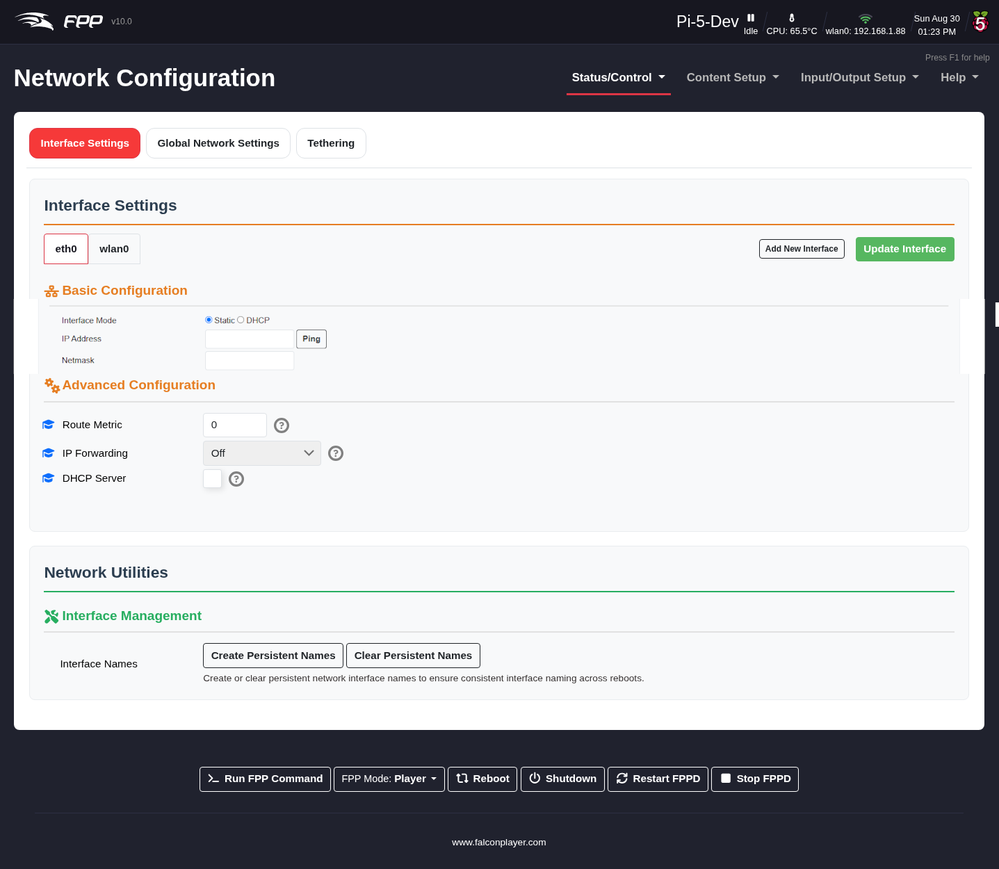 FPP v10.0
Pi-5-Dev
Idle
CPU: 65.5°C
wlan0: 192.168.1.88
Sun Aug 30
01:23 PM
5
Press F1 for help
Network Configuration
Status/Control Content Setup Input/Output Setup Help
Interface Settings Global Network Settings Tethering
Interface Settings
eth0 wlan0 Add New Interface Update Interface
Basic Configuration
Interface Mode Static DHCP
IP Address Ping
Netmask
Advanced Configuration
Route Metric 0 ?
IP Forwarding Off ?
DHCP Server ?
Network Utilities
Interface Management
Interface Names Create Persistent Names Clear Persistent Names
Create or clear persistent network interface names to ensure consistent interface naming across reboots.
Run FPP Command FPP Mode: Player Reboot Shutdown Restart FPPD Stop FPPD
www.falconplayer.com